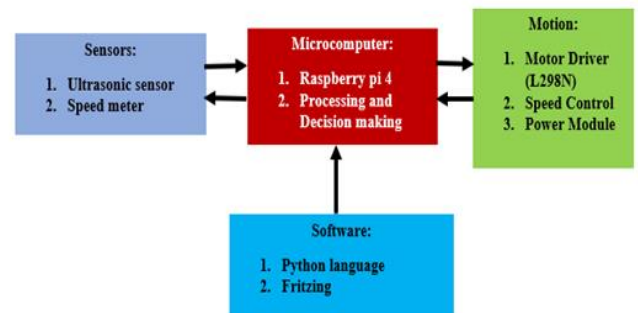 Sensors:
1. Ultrasonic sensor
2. Speed meter
Microcomputer:
1. Raspberry pi 4
2. Processing and
Decision making
Motion:
1. Motor Driver
(L298N)
2. Speed Control
3. Power Module
Software:
1. Python language
2. Fritzing